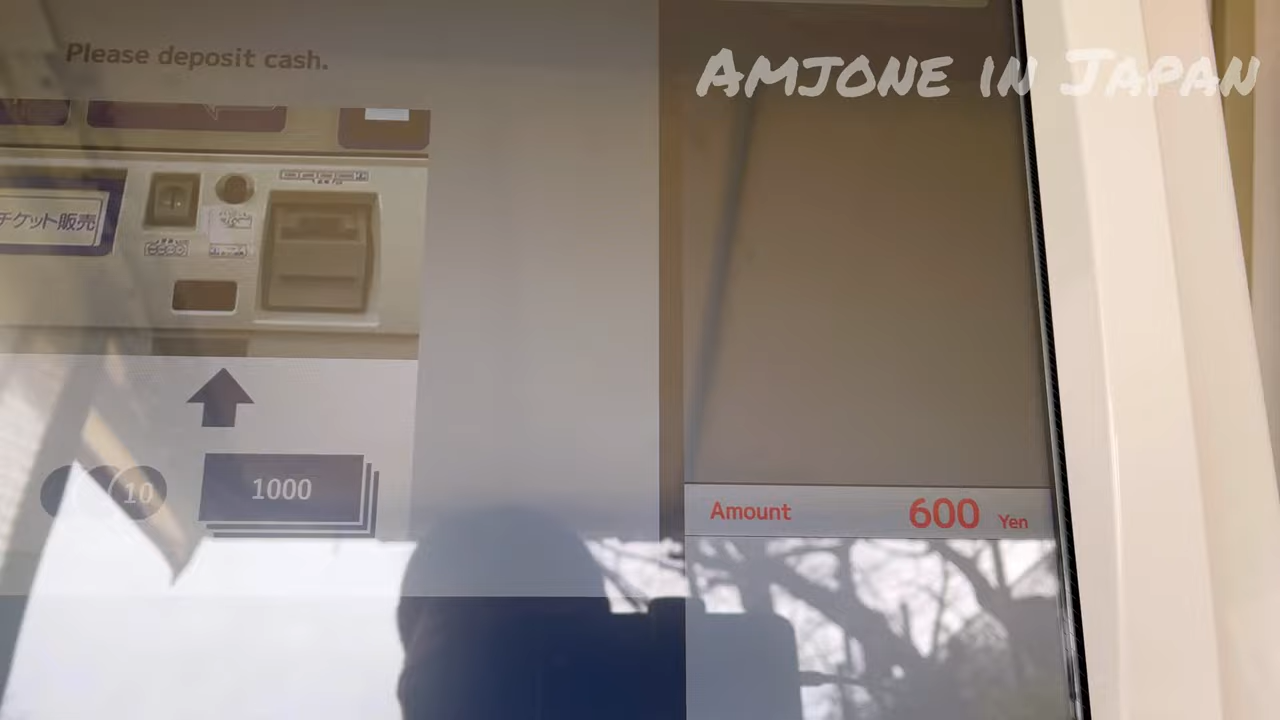 Please deposit cash.
Amjone in Japan
チケット販売
10
1000
Amount 600 Yen